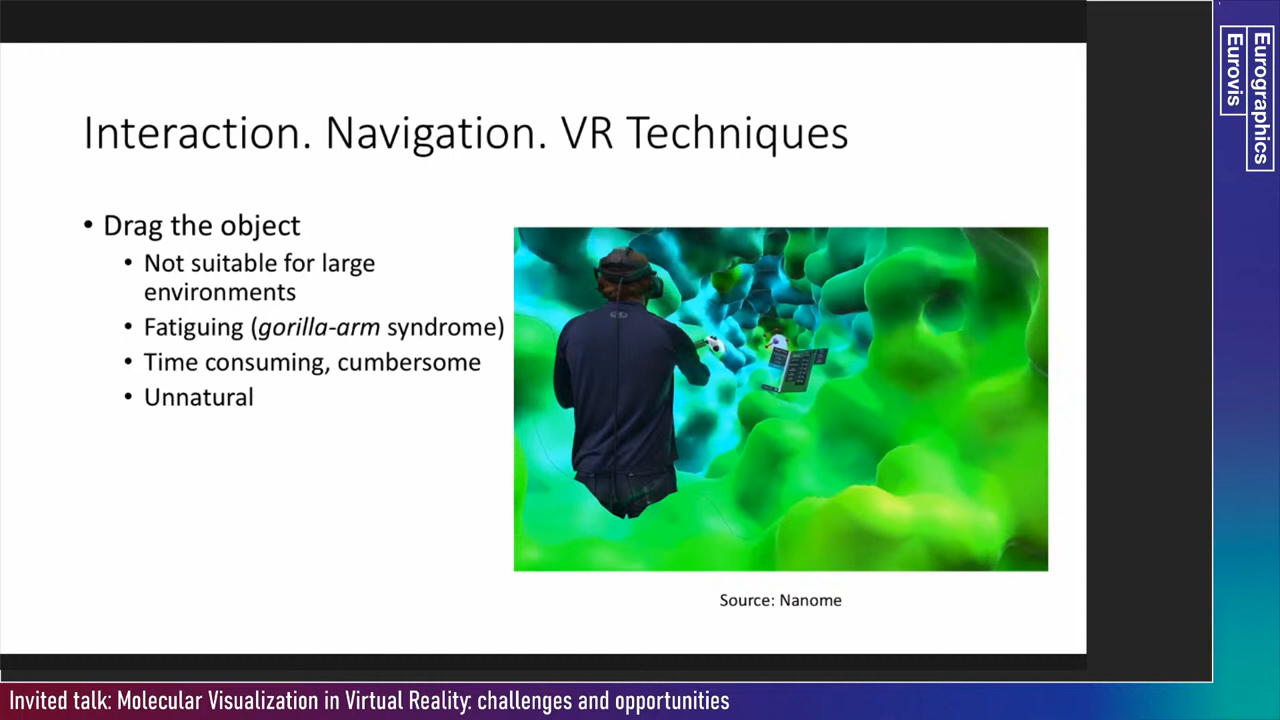 Interaction. Navigation. VR Techniques
• Drag the object
• Not suitable for large
environments
• Fatiguing (gorilla-arm syndrome)
• Time consuming, cumbersome
• Unnatural
Source: Nanome
Eurographics
Eurovis
Invited talk: Molecular Visualization in Virtual Reality: challenges and opportunities